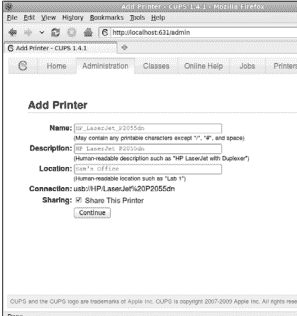 Add Printer - CUPS 1.4.1 - Mozilla Firefox
File Edit View History Bookmarks Tools Help
http://localhost:631/admin
Add Printer - CUPS 1.4.1
Home Administration Classes Online Help Jobs Printers
Add Printer
Name: HP_LaserJet_P2055dn
(May contain any printable characters except "/", "#", and space)
Description: HP LaserJet P2055dn
(Human-readable description such as "HP LaserJet with Duplexer")
Location: Sam's Office
(Human-readable location such as "Lab 1")
Connection: usb://HP/LaserJet%20P2055dn
Sharing: Share This Printer
Continue
CUPS and the CUPS logo are trademarks of Apple Inc. CUPS is copyright 2007-2009 Apple Inc. All rights rese